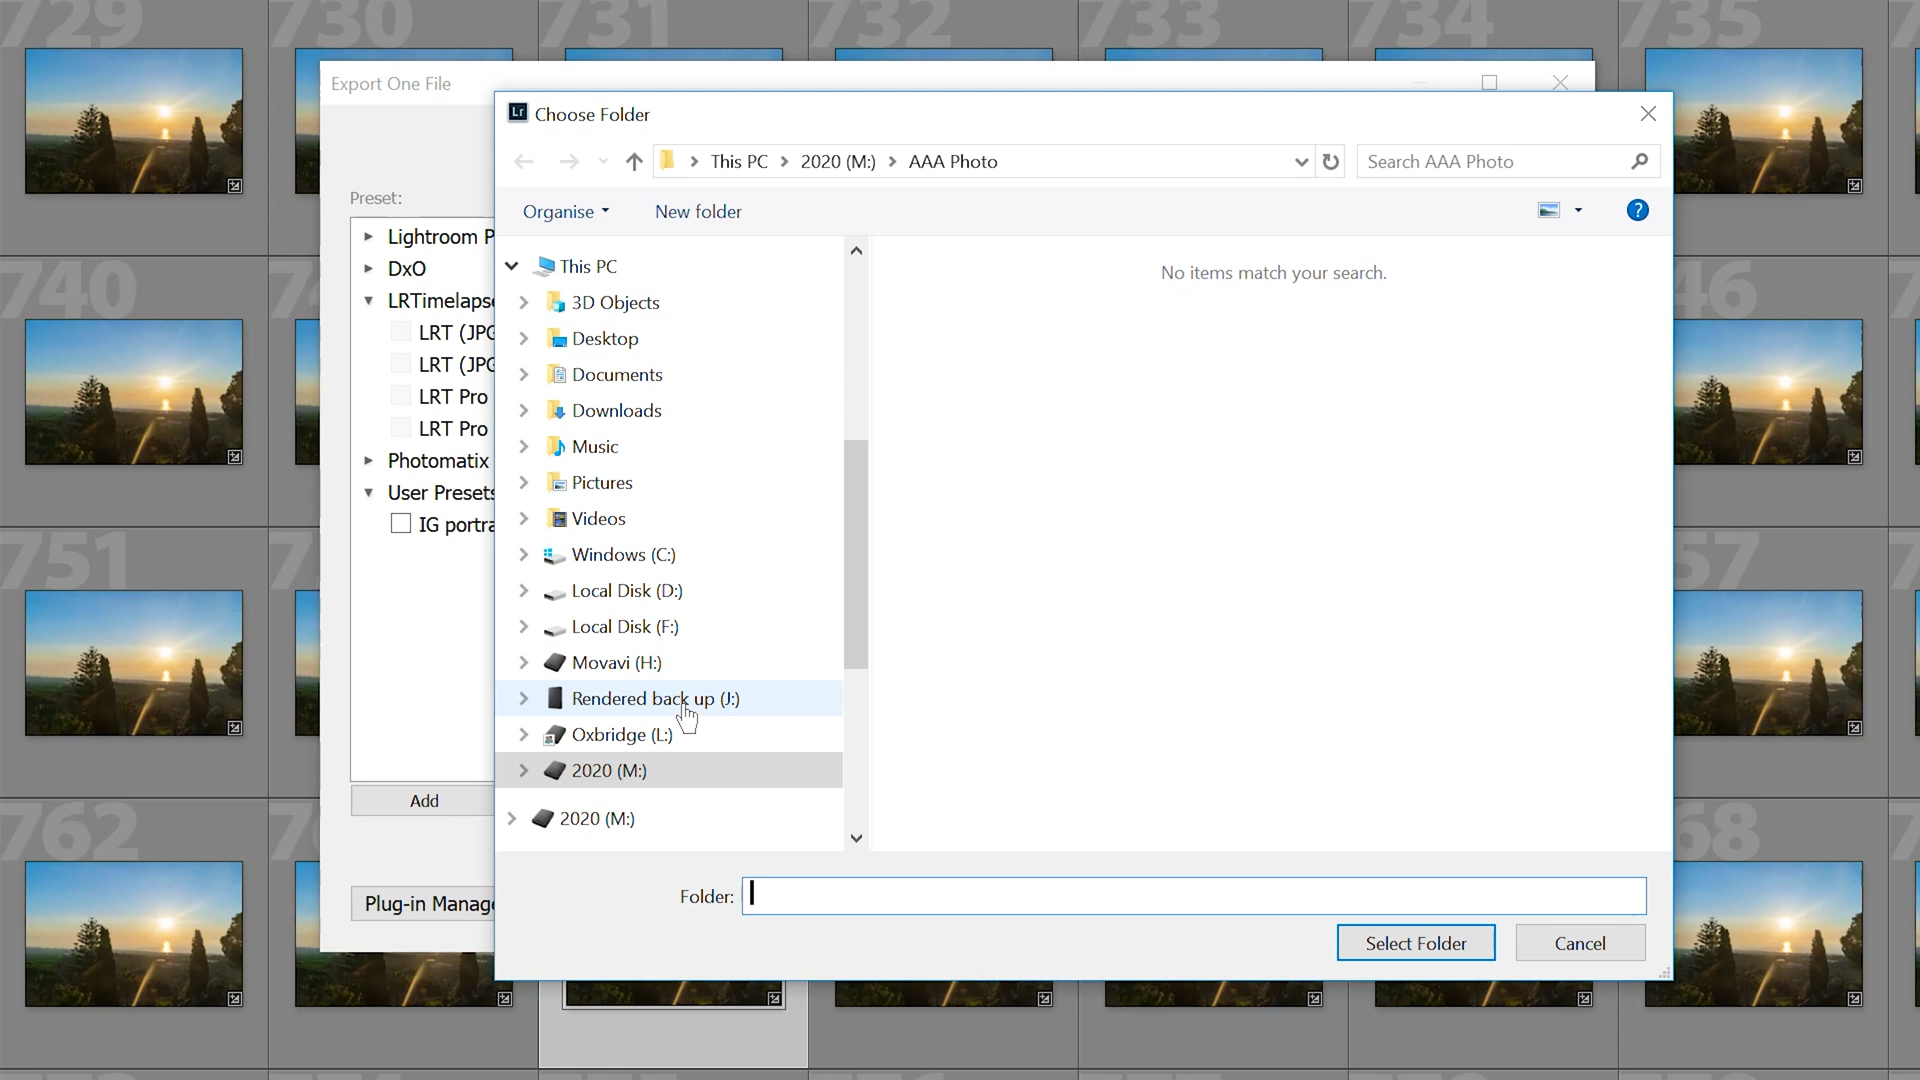 729 730 731 732 733 734 735
Export One File
Lr Choose Folder
This PC 2020 (M:) AAA Photo
Search AAA Photo
Organise New folder
?
Preset:
Lightroom P
DxO
LRTimelapse
LRT (JPG
LRT (JPG
LRT Pro
LRT Pro
Photomatix
User Presets
IG portra
Add
Plug-in Manage
This PC
3D Objects
Desktop
Documents
Downloads
Music
Pictures
Videos
Windows (C:)
Local Disk (D:)
Local Disk (F:)
Movavi (H:)
Rendered back up (J:)
Oxbridge (L:)
2020 (M:)
2020 (M:)
No items match your search.
Folder:
Select Folder Cancel
740 46
751 57
762 68